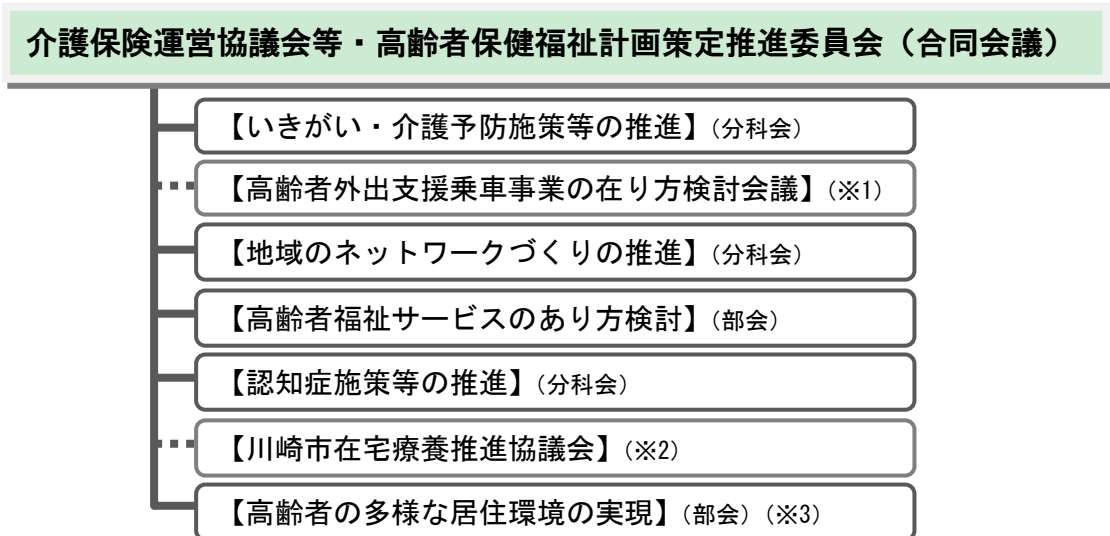 介護保険運営協議会等・高齢者保健福祉計画策定推進委員会（合同会議）
【いきがい・介護予防施策等の推進】（分科会）
【高齢者外出支援乗車事業の在り方検討会議】（※1）
【地域のネットワークづくりの推進】（分科会）
【高齢者福祉サービスのあり方検討】（部会）
【認知症施策等の推進】（分科会）
【川崎市在宅療養推進協議会】（※2）
【高齢者の多様な居住環境の実現】（部会）（※3）